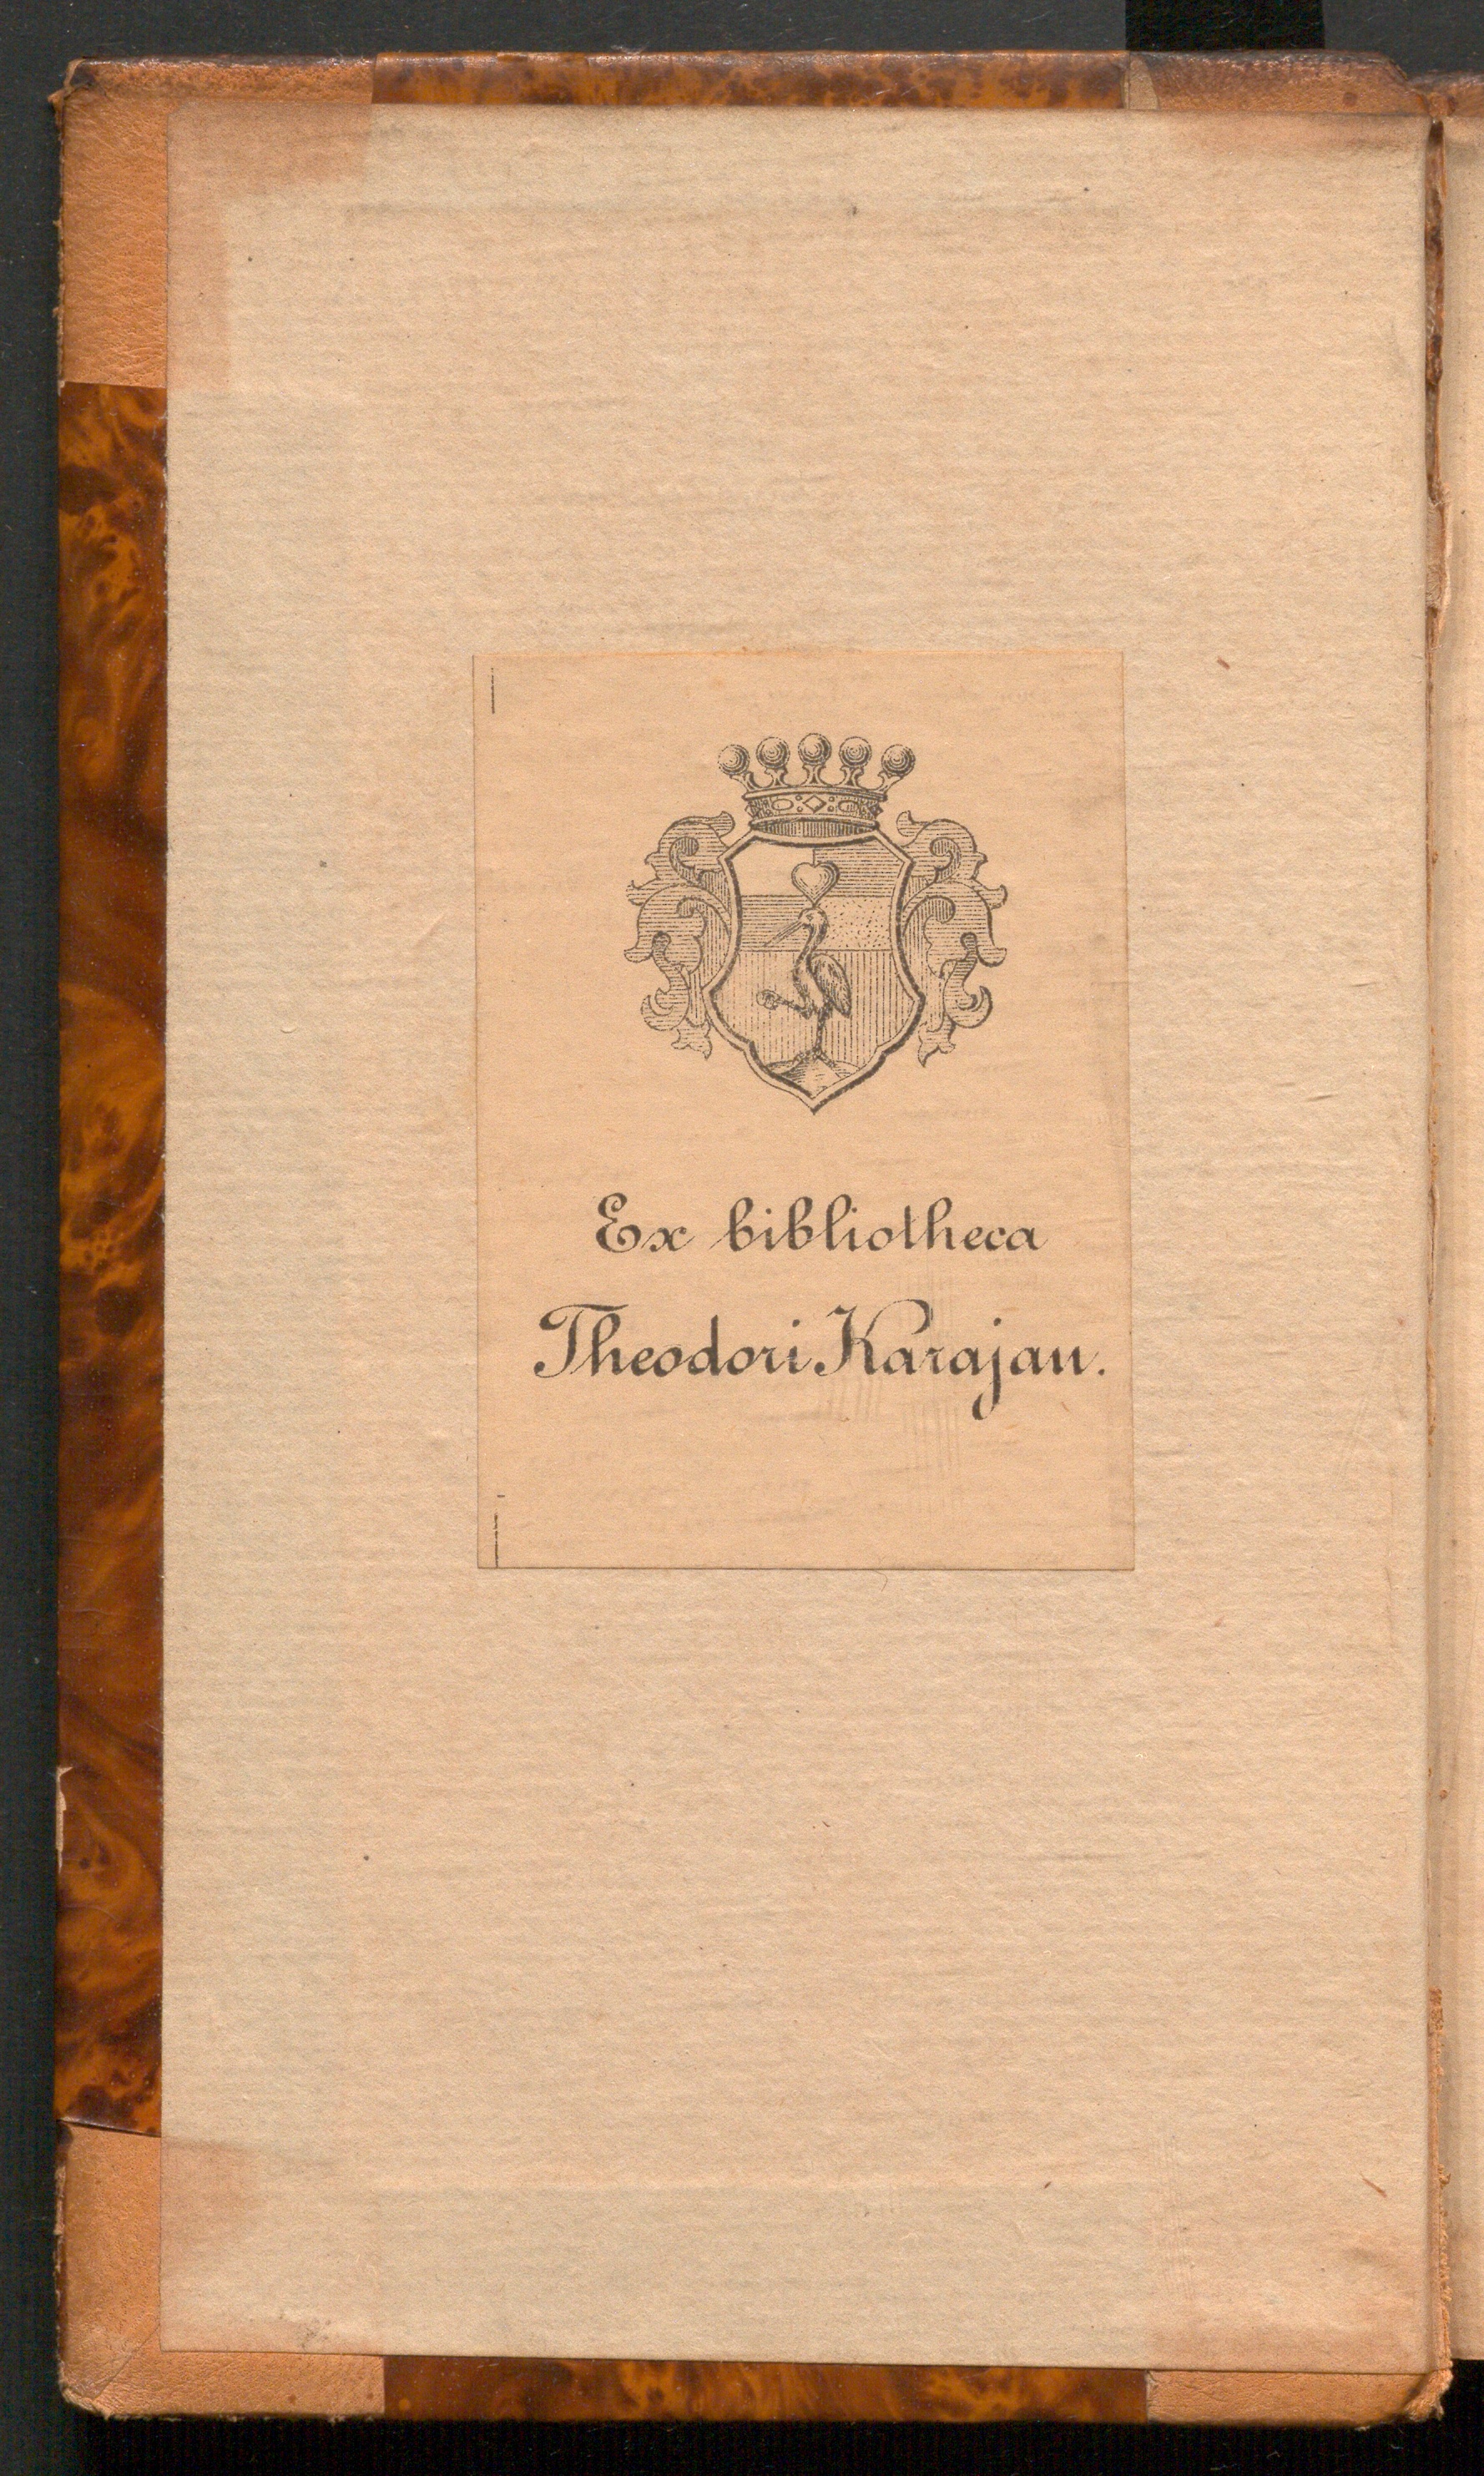 Ex bibliotheca
Theodori Karajan.